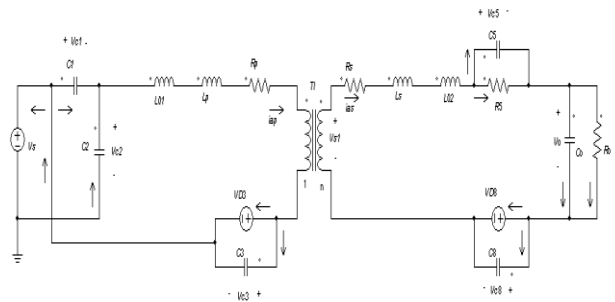 + Vc1 -
C1
L01
Lp
Rp
iap
T1
Rs
ias
Ls
L02
+ Vc5 -
C5
R5
Vs
C2
+
Vc2
-
+
Vs1
-
1 n
+
Vo
-
Co
Ro
VD3
C3
- Vc3 +
VD8
C8
- Vc8 +